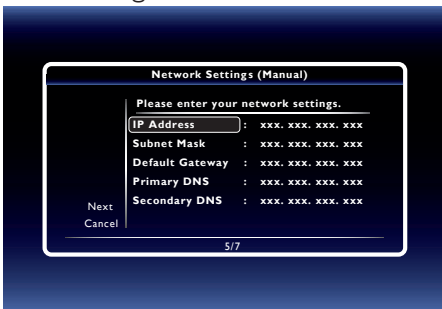 Network Settings (Manual)
Please enter your network settings.
IP Address : xxx. xxx. xxx. xxx
Subnet Mask : xxx. xxx. xxx. xxx
Default Gateway : xxx. xxx. xxx. xxx
Primary DNS : xxx. xxx. xxx. xxx
Secondary DNS : xxx. xxx. xxx. xxx
Next
Cancel
5/7